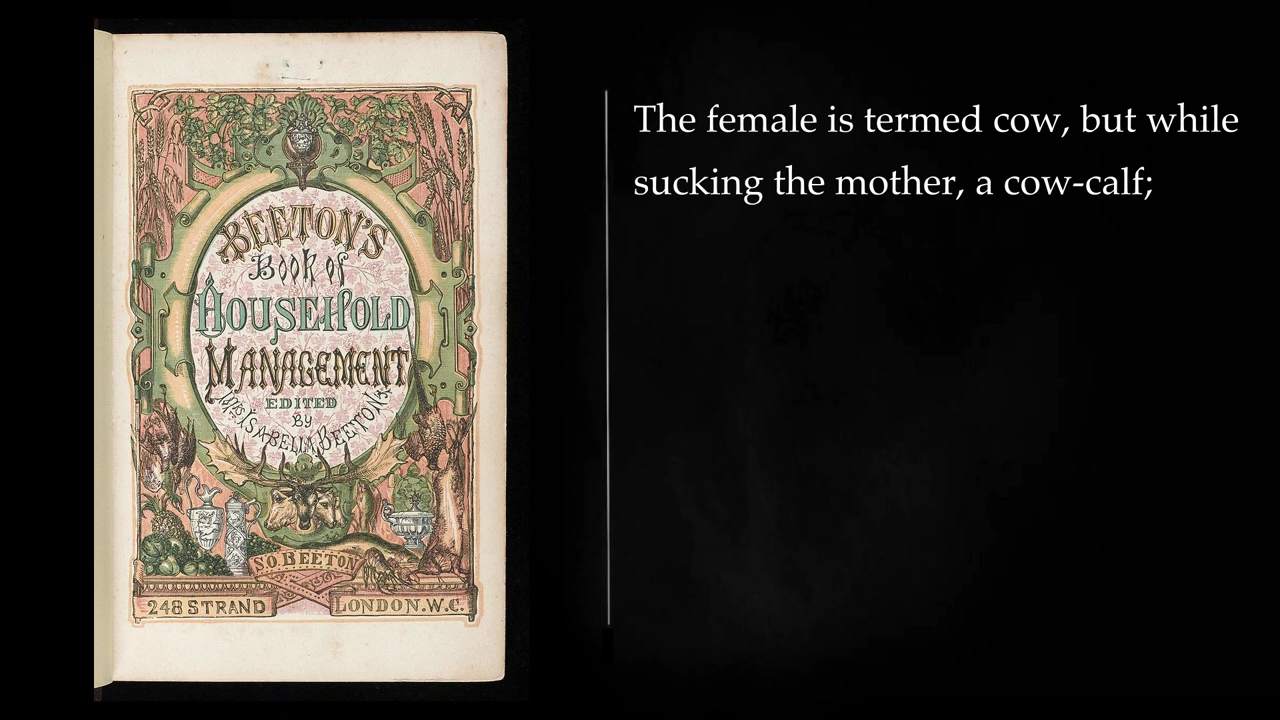 BEETON'S
Book of
HOUSEHOLD
MANAGEMENT
EDITED
BY
MRS ISABELLA BEETON
S.O. BEETON
248 STRAND
LONDON. W.C.
The female is termed cow, but while
sucking the mother, a cow-calf;